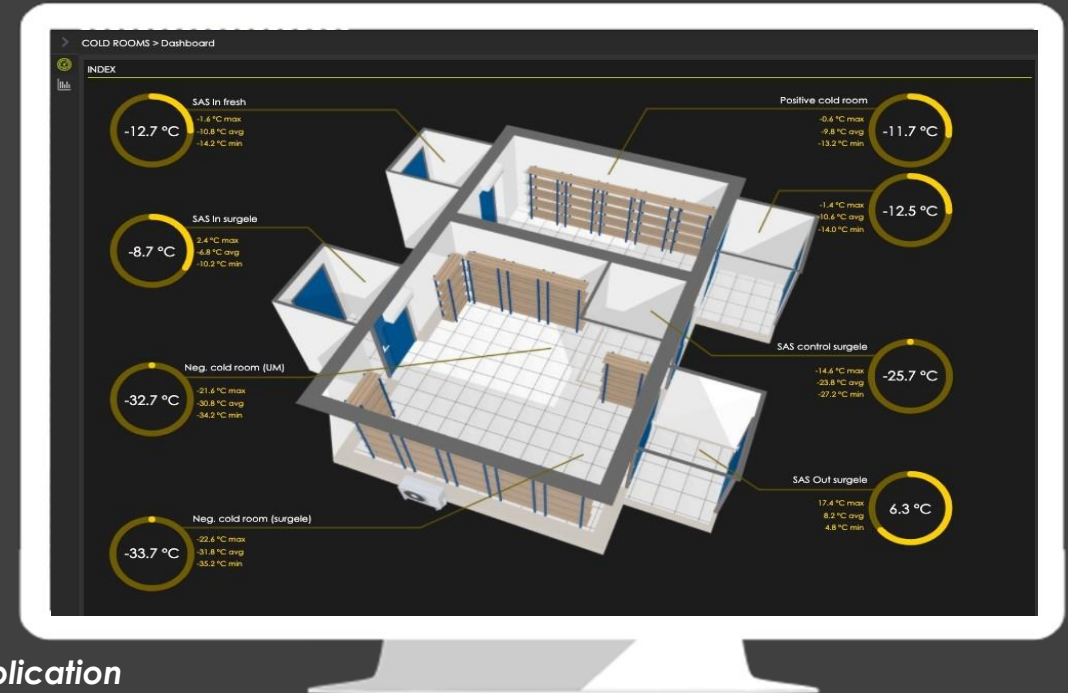 COLD ROOMS > Dashboard
INDEX
SAS In fresh
-12.7 °C
-1.6 °C max
-10.8 °C avg
-14.2 °C min
Positive cold room
-0.6 °C max
-9.8 °C avg
-13.2 °C min
-11.7 °C
-1.4 °C max
-10.6 °C avg
-14.0 °C min
-12.5 °C
SAS In surgele
-8.7 °C
2.4 °C max
-6.8 °C avg
-10.2 °C min
SAS control surgele
-14.6 °C max
-23.8 °C avg
-27.2 °C min
-25.7 °C
Neg. cold room (UM)
-32.7 °C
-21.6 °C max
-30.8 °C avg
-34.2 °C min
SAS Out surgele
17.4 °C max
8.2 °C avg
4.8 °C min
6.3 °C
Neg. cold room (surgele)
-33.7 °C
-22.6 °C max
-31.8 °C avg
-35.2 °C min